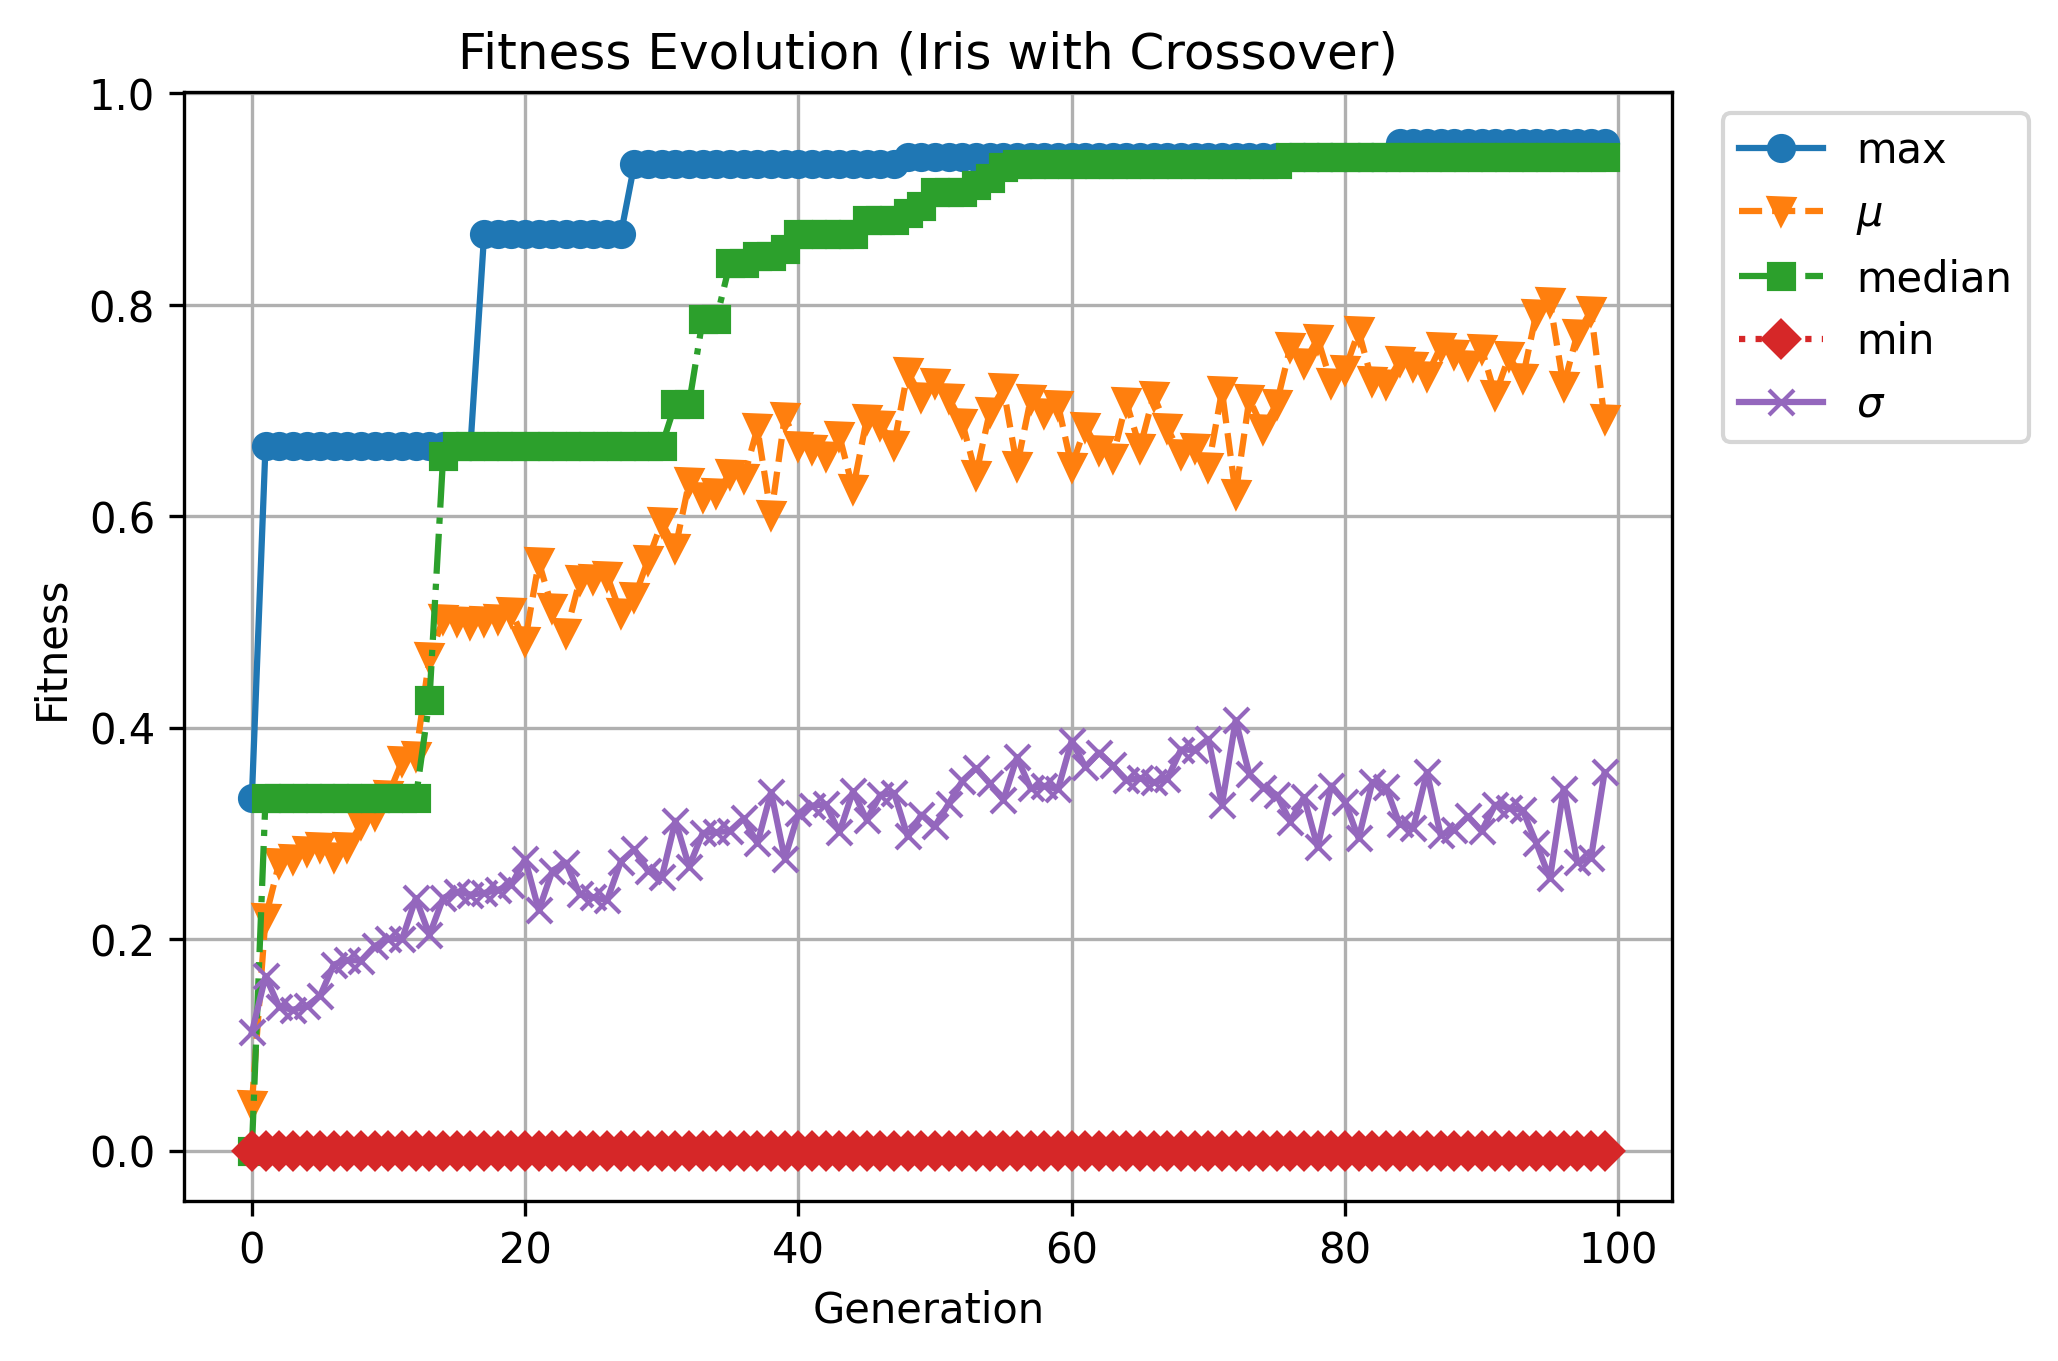 Fitness Evolution (Iris with Crossover)
1.0
0.8
0.6
0.4
0.2
0.0
Fitness
0 20 40 60 80 100
Generation
max
μ
median
min
σ